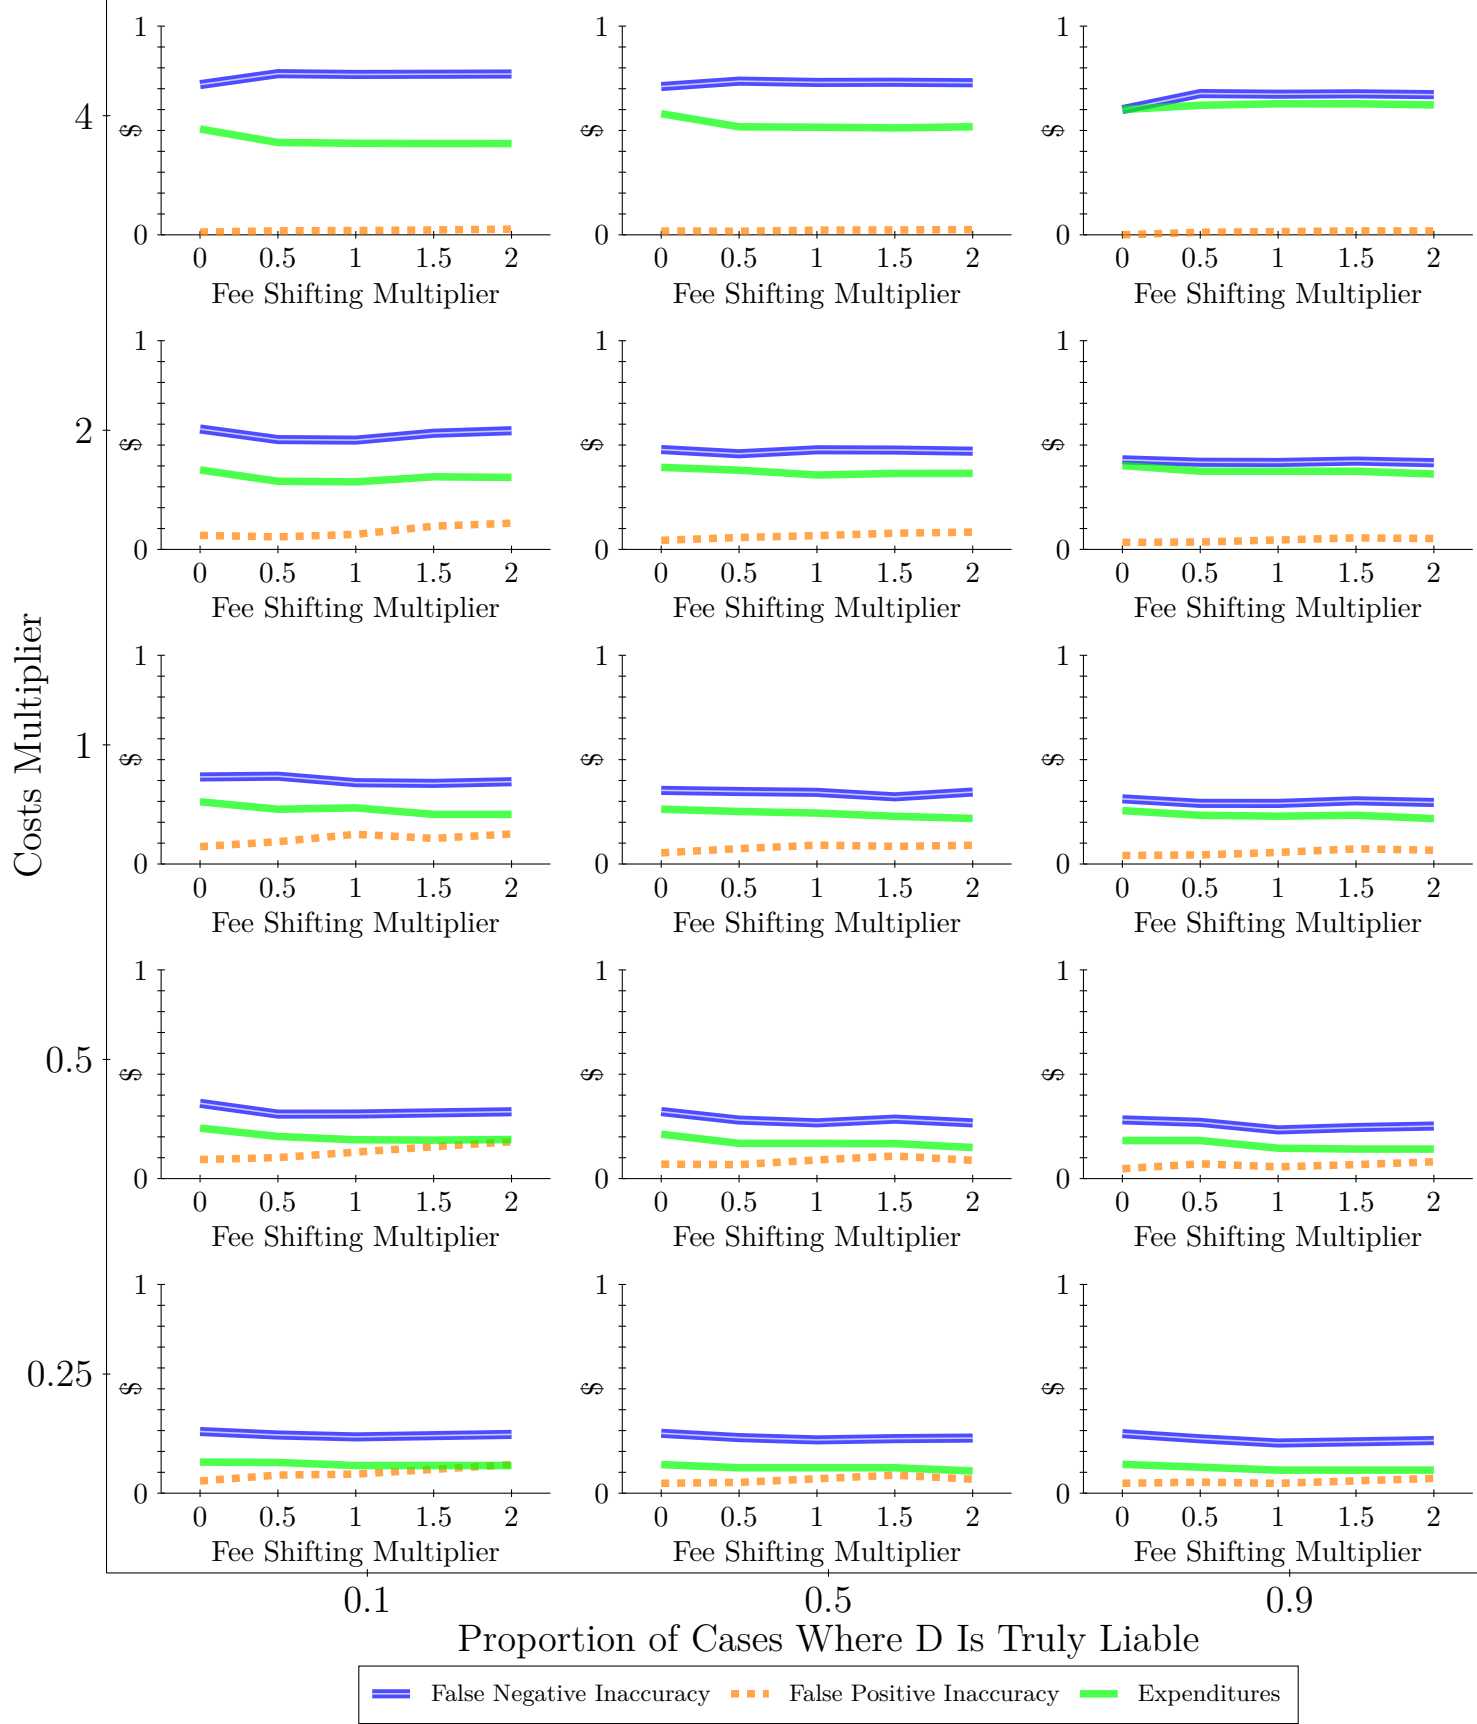 1
1
1
4
$
$
$
0
0
0
0 0.5 1 1.5 2
0 0.5 1 1.5 2
0 0.5 1 1.5 2
Fee Shifting Multiplier
Fee Shifting Multiplier
Fee Shifting Multiplier
1
1
1
2
$
$
$
0
0
0
0 0.5 1 1.5 2
0 0.5 1 1.5 2
0 0.5 1 1.5 2
Fee Shifting Multiplier
Fee Shifting Multiplier
Fee Shifting Multiplier
Costs Multiplier
1
1
1
1
$
$
$
0
0
0
0 0.5 1 1.5 2
0 0.5 1 1.5 2
0 0.5 1 1.5 2
Fee Shifting Multiplier
Fee Shifting Multiplier
Fee Shifting Multiplier
1
1
1
0.5
$
$
$
0
0
0
0 0.5 1 1.5 2
0 0.5 1 1.5 2
0 0.5 1 1.5 2
Fee Shifting Multiplier
Fee Shifting Multiplier
Fee Shifting Multiplier
1
1
1
0.25
$
$
$
0
0
0
0 0.5 1 1.5 2
0 0.5 1 1.5 2
0 0.5 1 1.5 2
Fee Shifting Multiplier
Fee Shifting Multiplier
Fee Shifting Multiplier
0.1 0.5 0.9
Proportion of Cases Where D Is Truly Liable
False Negative Inaccuracy False Positive Inaccuracy Expenditures